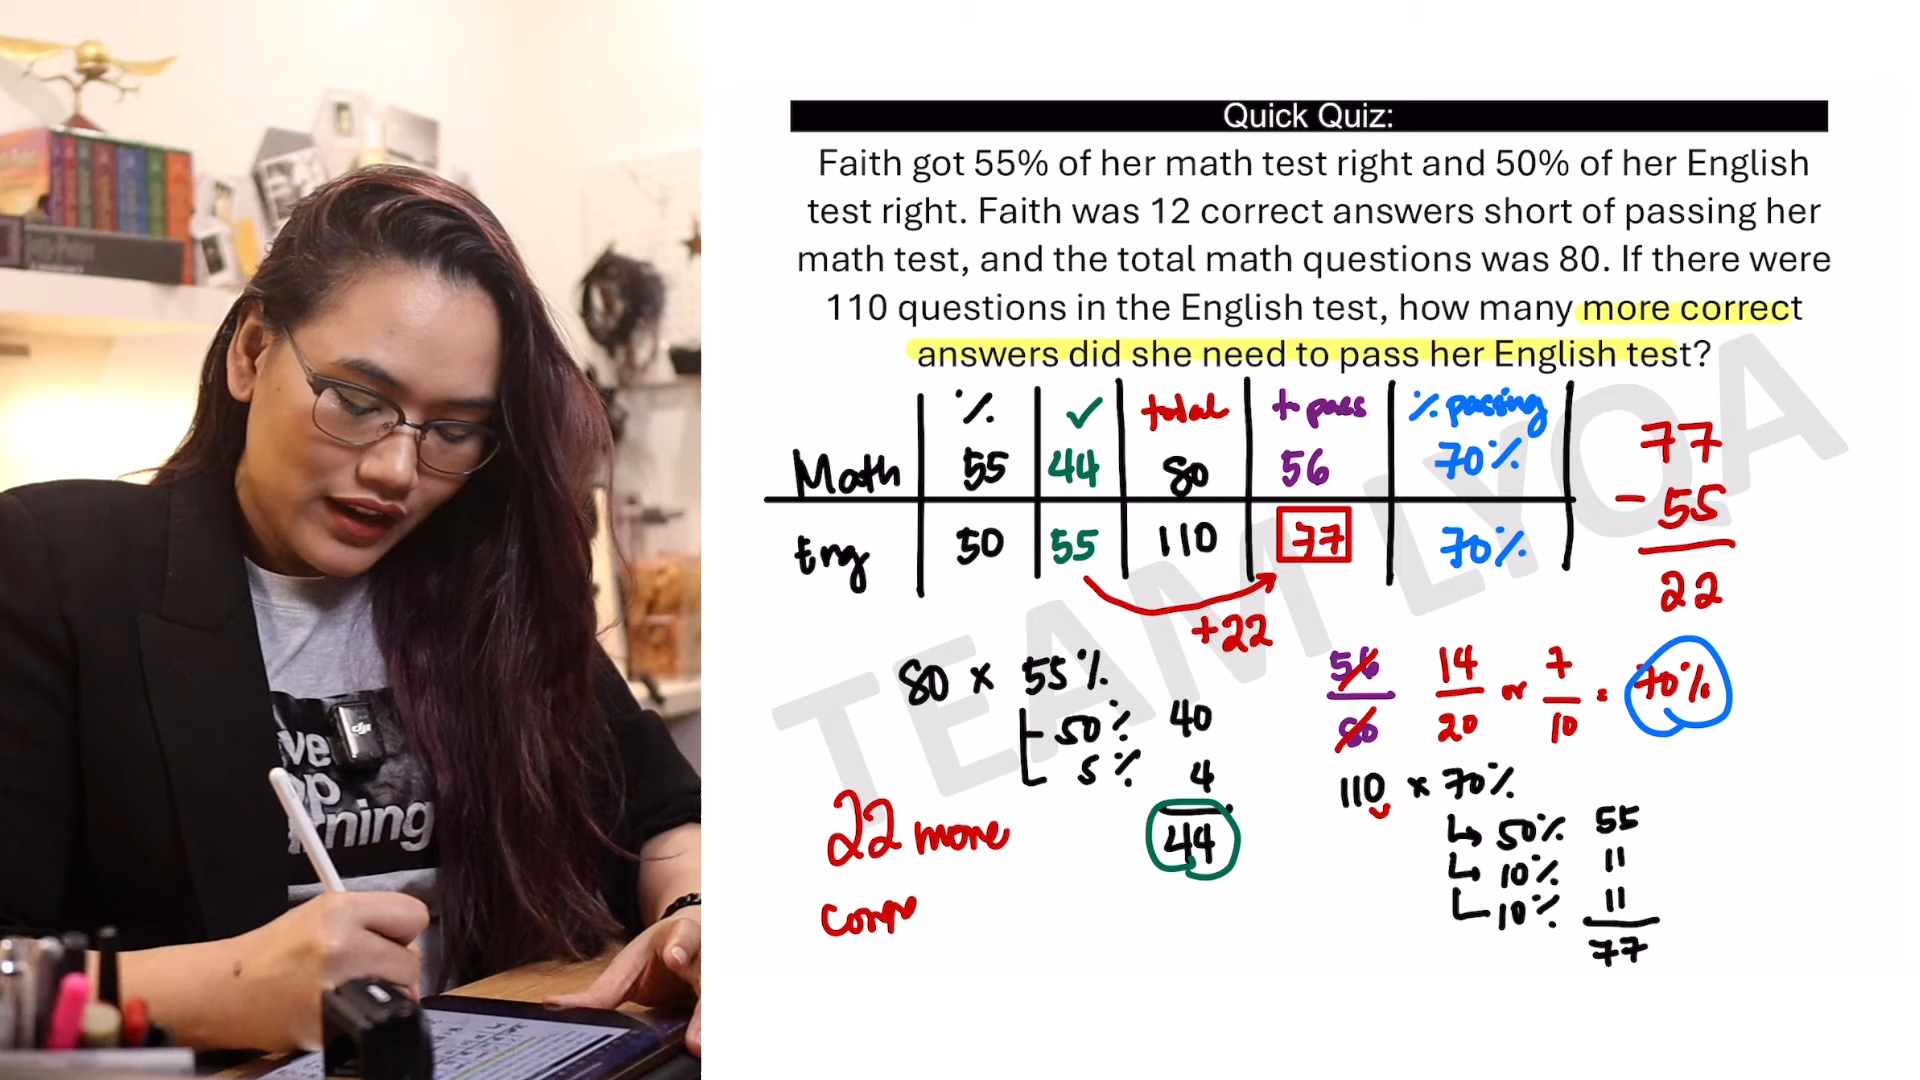 Quick Quiz:
Faith got 55% of her math test right and 50% of her English
test right. Faith was 12 correct answers short of passing her
math test, and the total math questions was 80. If there were
110 questions in the English test, how many more correct
answers did she need to pass her English test?
% ✓ total to pass % passing
Math 55 44 80 56 70%
Eng 50 55 110 77 70%
+22
77
- 55
22
80 x 55%
50% 40
5% 4
44
56/80 14/20 or 7/10 = 70%
110 x 70%
↳ 50% 55
↳ 10% 11
10% 11
77
22 more
TEAM LYQA
dji